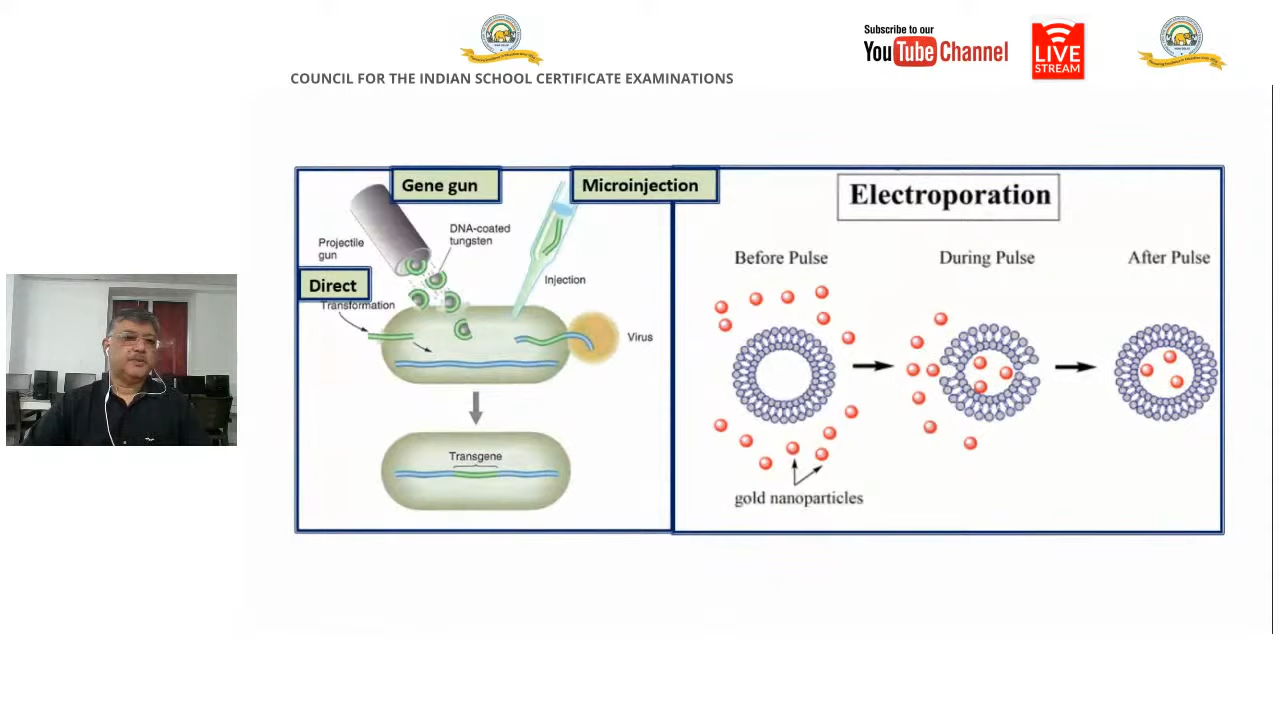 Subscribe to our
YouTube Channel
LIVE
STREAM
COUNCIL FOR THE INDIAN SCHOOL CERTIFICATE EXAMINATIONS
Gene gun
Microinjection
Projectile
gun
DNA-coated
tungsten
Direct
Transformation
Injection
Virus
Transgene
Electroporation
Before Pulse
During Pulse
After Pulse
gold nanoparticles